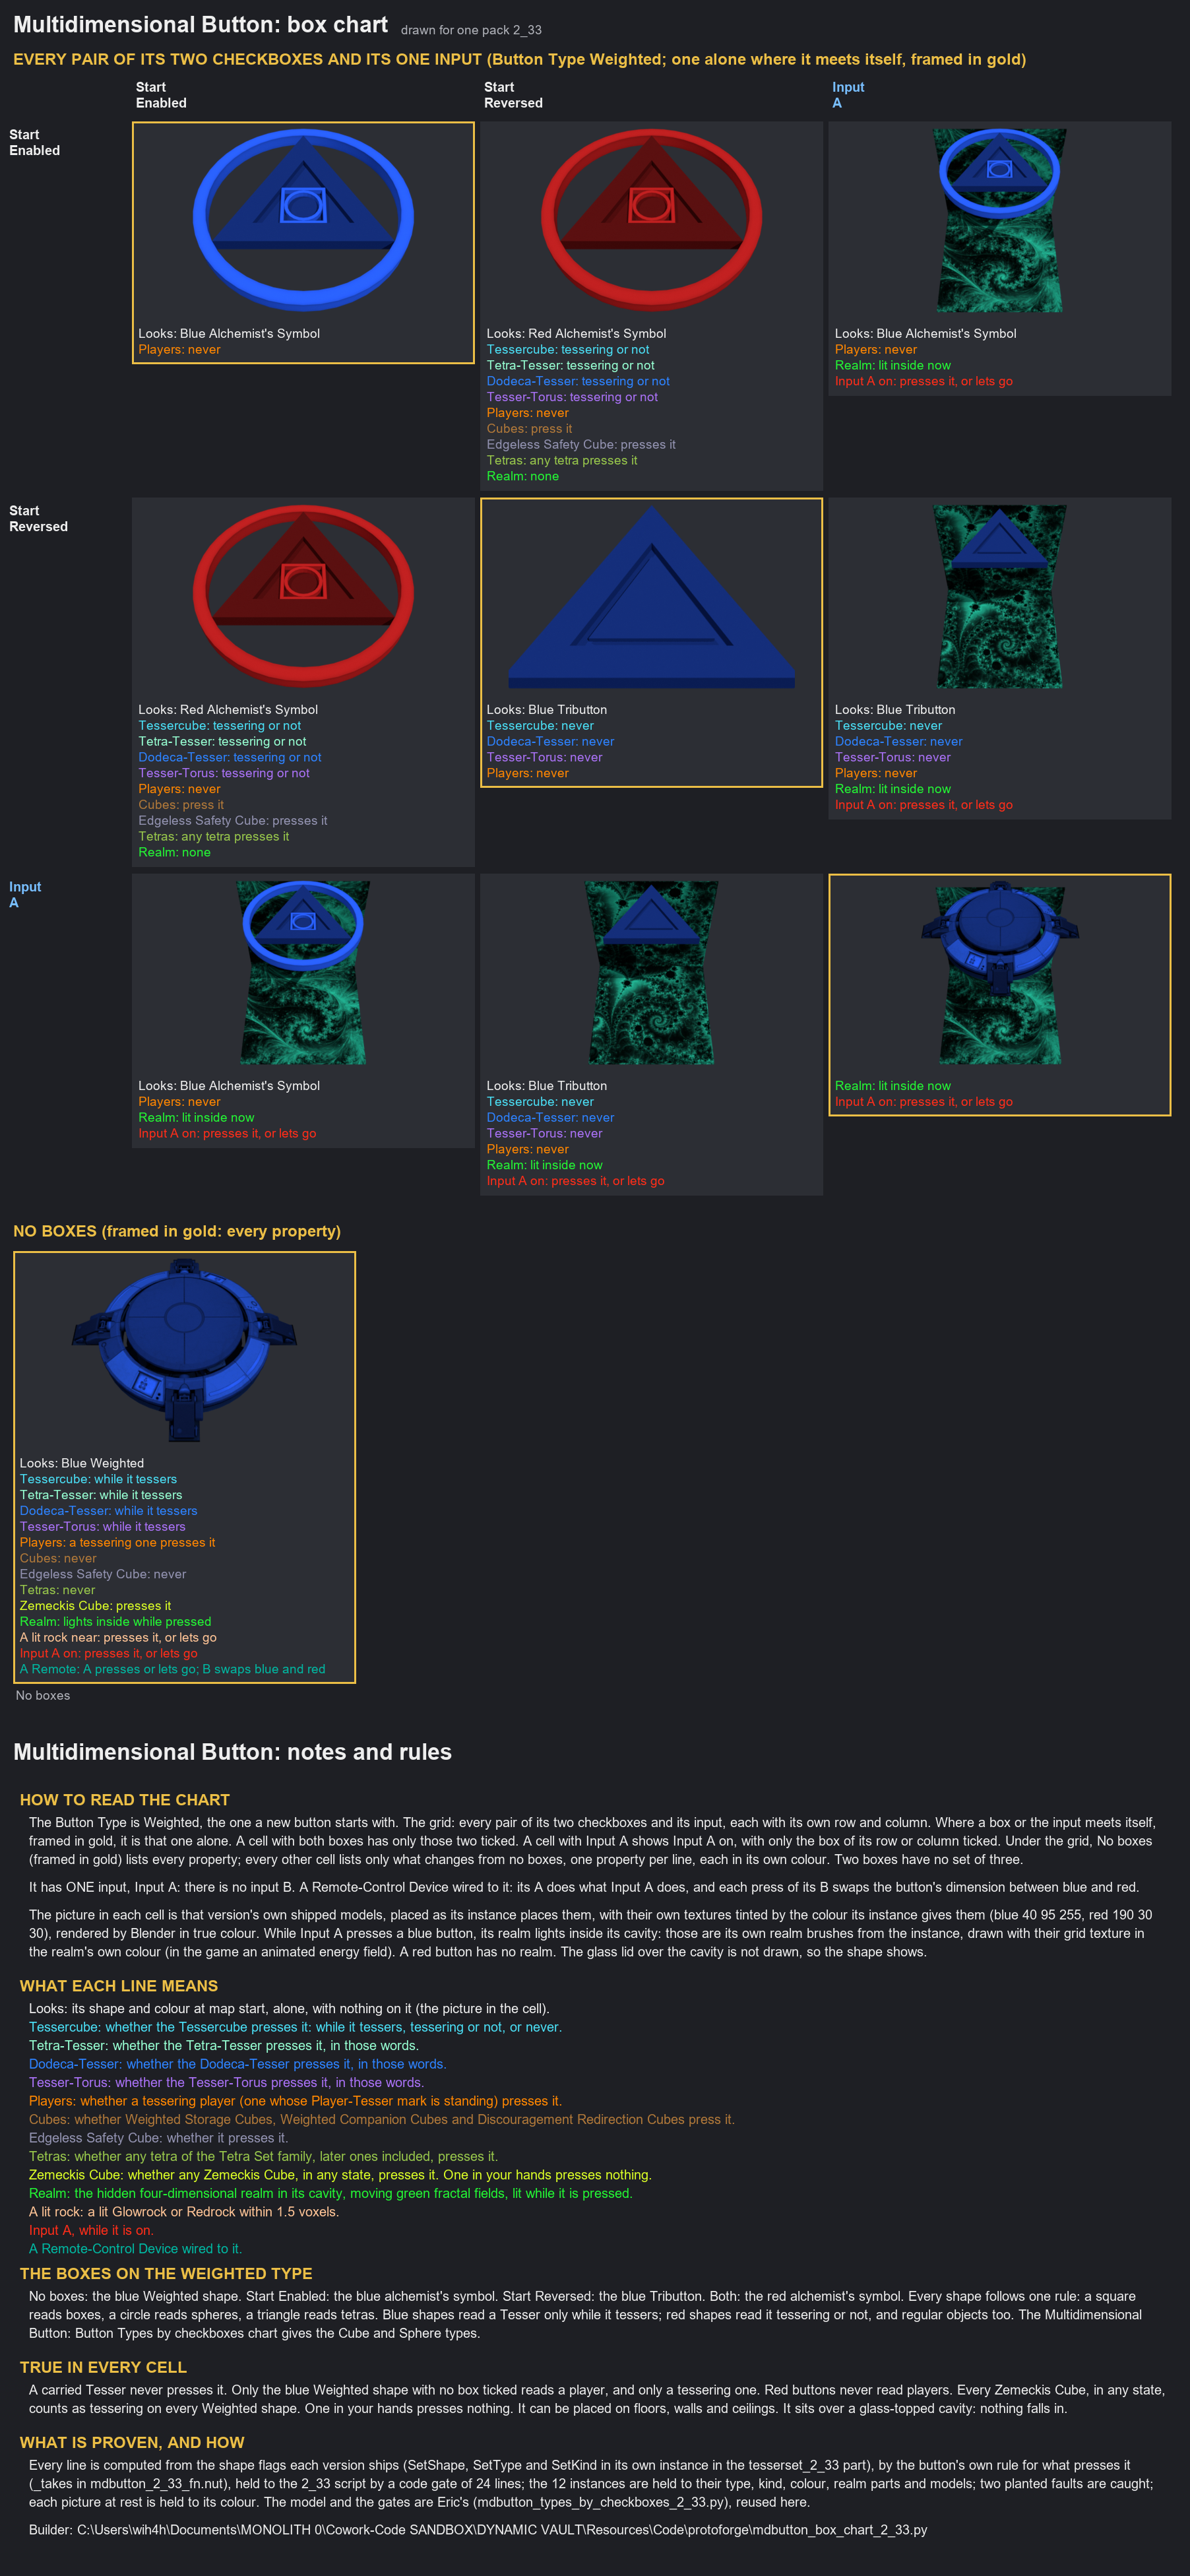 Multidimensional Button: box chart drawn for one pack 2_33
EVERY PAIR OF ITS TWO CHECKBOXES AND ITS ONE INPUT (Button Type Weighted; one alone where it meets itself, framed in gold)
Start
Enabled
Start
Reversed
Input
A
Start
Enabled
Looks: Blue Alchemist's Symbol
Players: never
Looks: Red Alchemist's Symbol
Tessercube: tessering or not
Tetra-Tesser: tessering or not
Dodeca-Tesser: tessering or not
Tesser-Torus: tessering or not
Players: never
Cubes: press it
Edgeless Safety Cube: presses it
Tetras: any tetra presses it
Realm: none
Looks: Blue Alchemist's Symbol
Players: never
Realm: lit inside now
Input A on: presses it, or lets go
Start
Reversed
Looks: Red Alchemist's Symbol
Tessercube: tessering or not
Tetra-Tesser: tessering or not
Dodeca-Tesser: tessering or not
Tesser-Torus: tessering or not
Players: never
Cubes: press it
Edgeless Safety Cube: presses it
Tetras: any tetra presses it
Realm: none
Looks: Blue Tributton
Tessercube: never
Dodeca-Tesser: never
Tesser-Torus: never
Players: never
Looks: Blue Tributton
Tessercube: never
Dodeca-Tesser: never
Tesser-Torus: never
Players: never
Realm: lit inside now
Input A on: presses it, or lets go
Input
A
Looks: Blue Alchemist's Symbol
Players: never
Realm: lit inside now
Input A on: presses it, or lets go
Looks: Blue Tributton
Tessercube: never
Dodeca-Tesser: never
Tesser-Torus: never
Players: never
Realm: lit inside now
Input A on: presses it, or lets go
Realm: lit inside now
Input A on: presses it, or lets go
NO BOXES (framed in gold: every property)
Looks: Blue Weighted
Tessercube: while it tessers
Tetra-Tesser: while it tessers
Dodeca-Tesser: while it tessers
Tesser-Torus: while it tessers
Players: a tessering one presses it
Cubes: never
Edgeless Safety Cube: never
Tetras: never
Zemeckis Cube: presses it
Realm: lights inside while pressed
A lit rock near: presses it, or lets go
Input A on: presses it, or lets go
A Remote: A presses or lets go; B swaps blue and red
No boxes
Multidimensional Button: notes and rules
HOW TO READ THE CHART
The Button Type is Weighted, the one a new button starts with. The grid: every pair of its two checkboxes and its input, each with its own row and column. Where a box or the input meets itself,
framed in gold, it is that one alone. A cell with both boxes has only those two ticked. A cell with Input A shows Input A on, with only the box of its row or column ticked. Under the grid, No boxes
(framed in gold) lists every property; every other cell lists only what changes from no boxes, one property per line, each in its own colour. Two boxes have no set of three.
It has ONE input, Input A: there is no input B. A Remote-Control Device wired to it: its A does what Input A does, and each press of its B swaps the button's dimension between blue and red.
The picture in each cell is that version's own shipped models, placed as its instance places them, with their own textures tinted by the colour its instance gives them (blue 40 95 255, red 190 30
30), rendered by Blender in true colour. While Input A presses a blue button, its realm lights inside its cavity: those are its own realm brushes from the instance, drawn with their grid texture in
the realm's own colour (in the game an animated energy field). A red button has no realm. The glass lid over the cavity is not drawn, so the shape shows.
WHAT EACH LINE MEANS
Looks: its shape and colour at map start, alone, with nothing on it (the picture in the cell).
Tessercube: whether the Tessercube presses it: while it tessers, tessering or not, or never.
Tetra-Tesser: whether the Tetra-Tesser presses it, in those words.
Dodeca-Tesser: whether the Dodeca-Tesser presses it, in those words.
Tesser-Torus: whether the Tesser-Torus presses it, in those words.
Players: whether a tessering player (one whose Player-Tesser mark is standing) presses it.
Cubes: whether Weighted Storage Cubes, Weighted Companion Cubes and Discouragement Redirection Cubes press it.
Edgeless Safety Cube: whether it presses it.
Tetras: whether any tetra of the Tetra Set family, later ones included, presses it.
Zemeckis Cube: whether any Zemeckis Cube, in any state, presses it. One in your hands presses nothing.
Realm: the hidden four-dimensional realm in its cavity, moving green fractal fields, lit while it is pressed.
A lit rock: a lit Glowrock or Redrock within 1.5 voxels.
Input A, while it is on.
A Remote-Control Device wired to it.
THE BOXES ON THE WEIGHTED TYPE
No boxes: the blue Weighted shape. Start Enabled: the blue alchemist's symbol. Start Reversed: the blue Tributton. Both: the red alchemist's symbol. Every shape follows one rule: a square
reads boxes, a circle reads spheres, a triangle reads tetras. Blue shapes read a Tesser only while it tessers; red shapes read it tessering or not, and regular objects too. The Multidimensional
Button: Button Types by checkboxes chart gives the Cube and Sphere types.
TRUE IN EVERY CELL
A carried Tesser never presses it. Only the blue Weighted shape with no box ticked reads a player, and only a tessering one. Red buttons never read players. Every Zemeckis Cube, in any state,
counts as tessering on every Weighted shape. One in your hands presses nothing. It can be placed on floors, walls and ceilings. It sits over a glass-topped cavity: nothing falls in.
WHAT IS PROVEN, AND HOW
Every line is computed from the shape flags each version ships (SetShape, SetType and SetKind in its own instance in the tesserset_2_33 part), by the button's own rule for what presses it
(_takes in mdbutton_2_33_fn.nut), held to the 2_33 script by a code gate of 24 lines; the 12 instances are held to their type, kind, colour, realm parts and models; two planted faults are caught;
each picture at rest is held to its colour. The model and the gates are Eric's (mdbutton_types_by_checkboxes_2_33.py), reused here.
Builder: C:\Users\wih4h\Documents\MONOLITH 0\Cowork-Code SANDBOX\DYNAMIC VAULT\Resources\Code\protoforge\mdbutton_box_chart_2_33.py